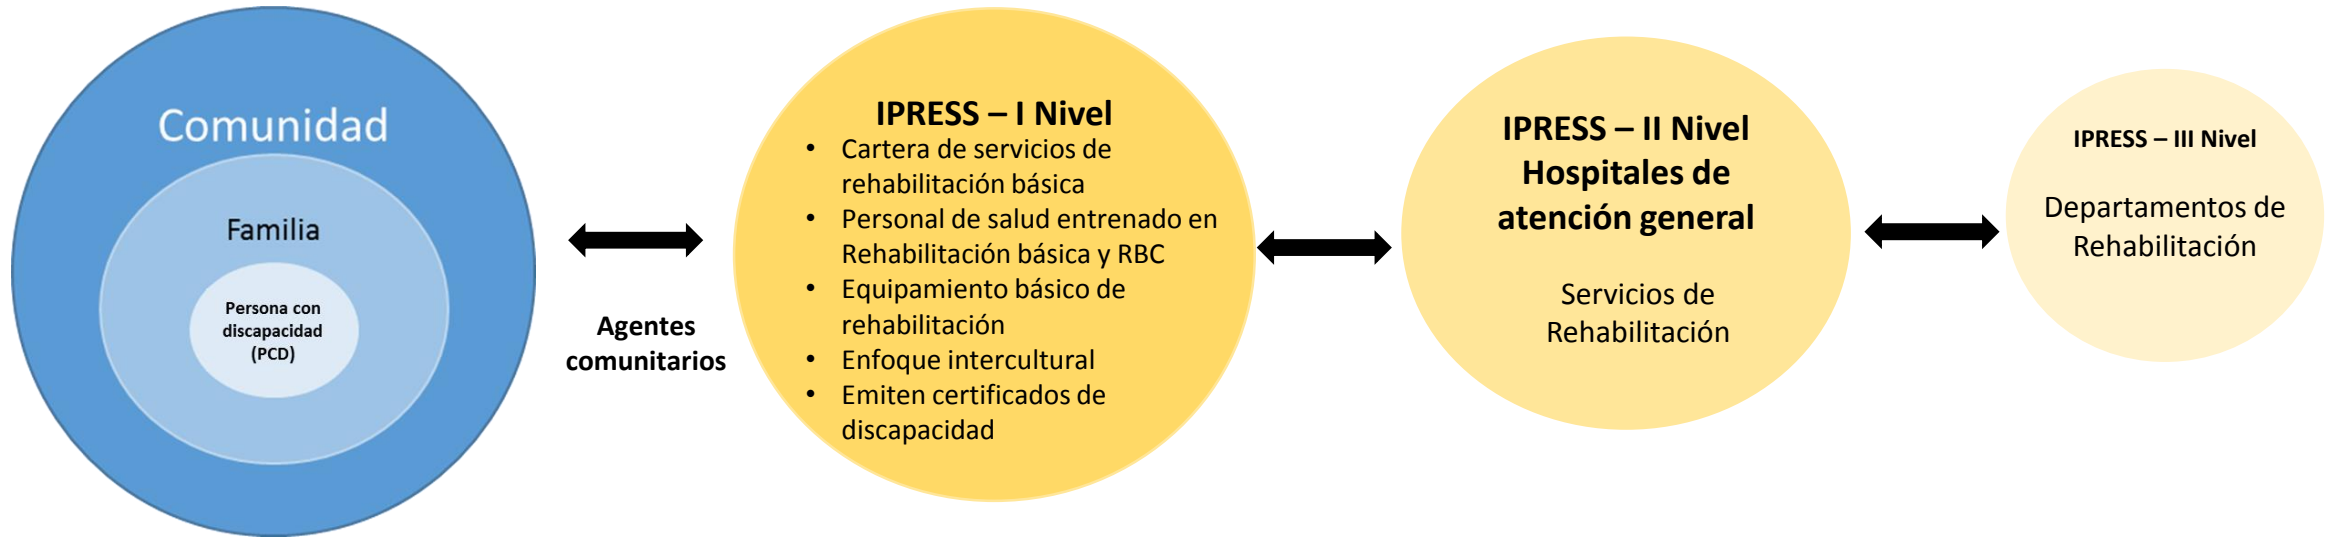 Comunidad
Familia
Persona con
discapacidad
(PCD)
Agentes
comunitarios
IPRESS – I Nivel
• Cartera de servicios de
rehabilitación básica
• Personal de salud entrenado en
Rehabilitación básica y RBC
• Equipamiento básico de
rehabilitación
• Enfoque intercultural
• Emiten certificados de
discapacidad
IPRESS – II Nivel
Hospitales de
atención general
Servicios de
Rehabilitación
IPRESS – III Nivel
Departamentos de
Rehabilitación